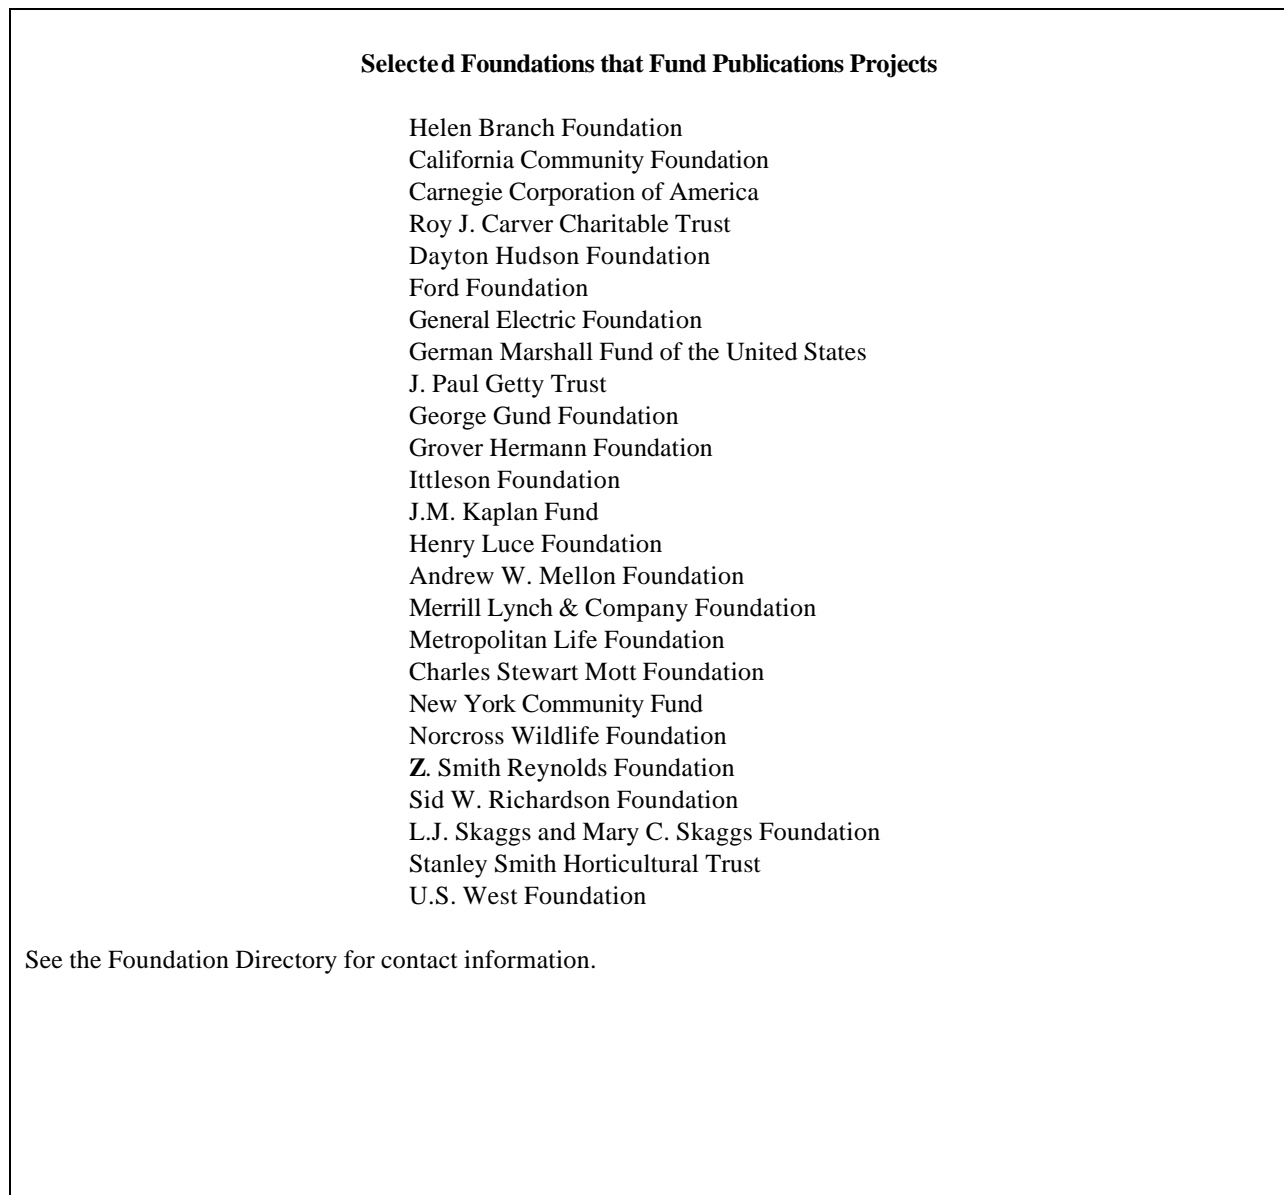 Selected Foundations that Fund Publications Projects
Helen Branch Foundation
California Community Foundation
Carnegie Corporation of America
Roy J. Carver Charitable Trust
Dayton Hudson Foundation
Ford Foundation
General Electric Foundation
German Marshall Fund of the United States
J. Paul Getty Trust
George Gund Foundation
Grover Hermann Foundation
Ittleson Foundation
J.M. Kaplan Fund
Henry Luce Foundation
Andrew W. Mellon Foundation
Merrill Lynch & Company Foundation
Metropolitan Life Foundation
Charles Stewart Mott Foundation
New York Community Fund
Norcross Wildlife Foundation
Z. Smith Reynolds Foundation
Sid W. Richardson Foundation
L.J. Skaggs and Mary C. Skaggs Foundation
Stanley Smith Horticultural Trust
U.S. West Foundation
See the Foundation Directory for contact information.